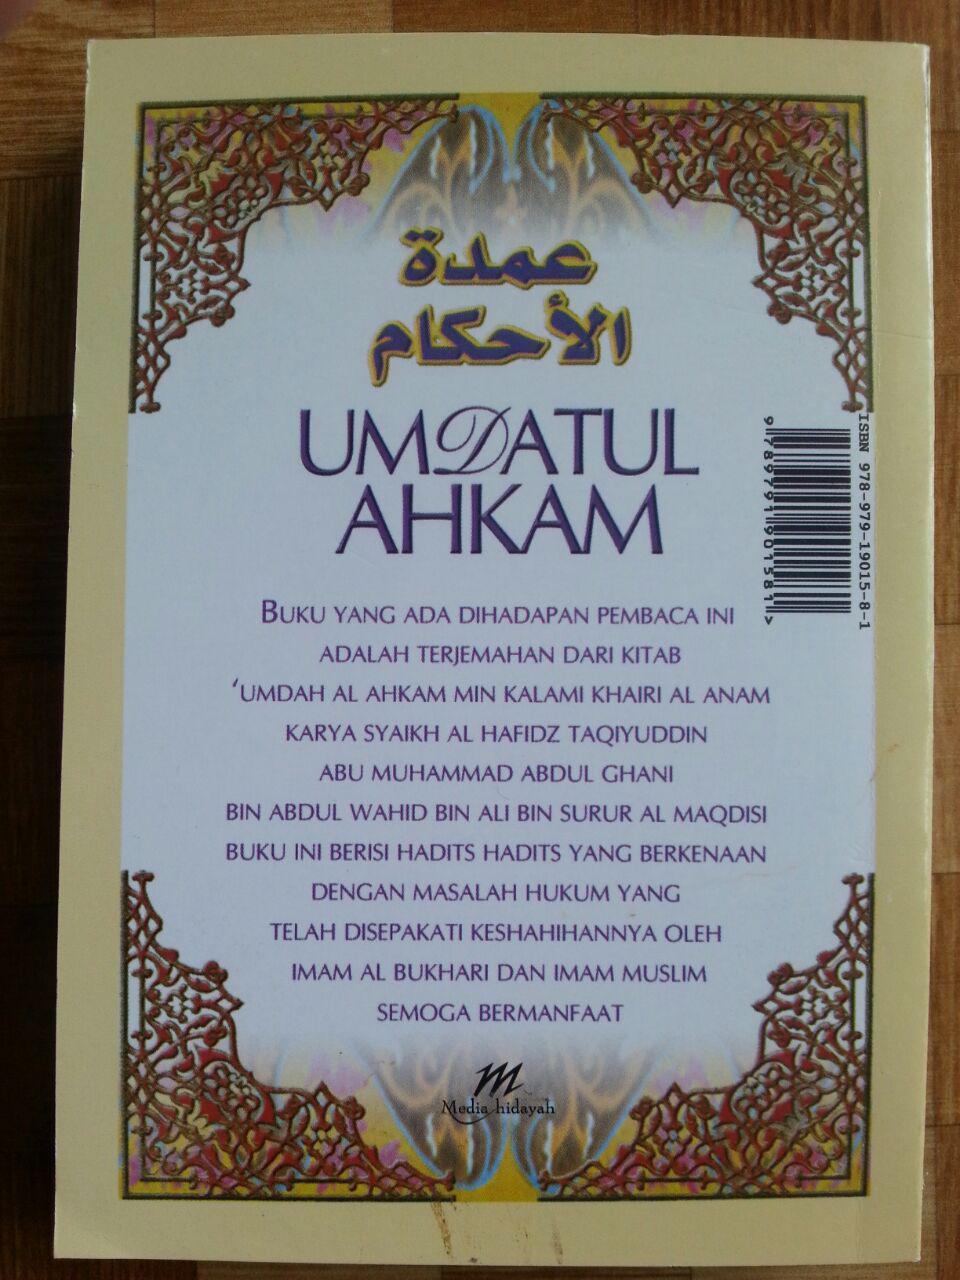 عمدة
الأحكام
UMDATUL
AHKAM
ISBN 978-979-19015-8-1
9 789791 901581 >
BUKU YANG ADA DIHADAPAN PEMBACA INI
ADALAH TERJEMAHAN DARI KITAB
'UMDAH AL AHKAM MIN KALAMI KHAIRI AL ANAM
KARYA SYAIKH AL HAFIDZ TAQIYUDDIN
ABU MUHAMMAD ABDUL GHANI
BIN ABDUL WAHID BIN ALI BIN SURUR AL MAQDISI
BUKU INI BERISI HADITS HADITS YANG BERKENAAN
DENGAN MASALAH HUKUM YANG
TELAH DISEPAKATI KESHAHIHANNYA OLEH
IMAM AL BUKHARI DAN IMAM MUSLIM
SEMOGA BERMANFAAT
M
Media hidayah